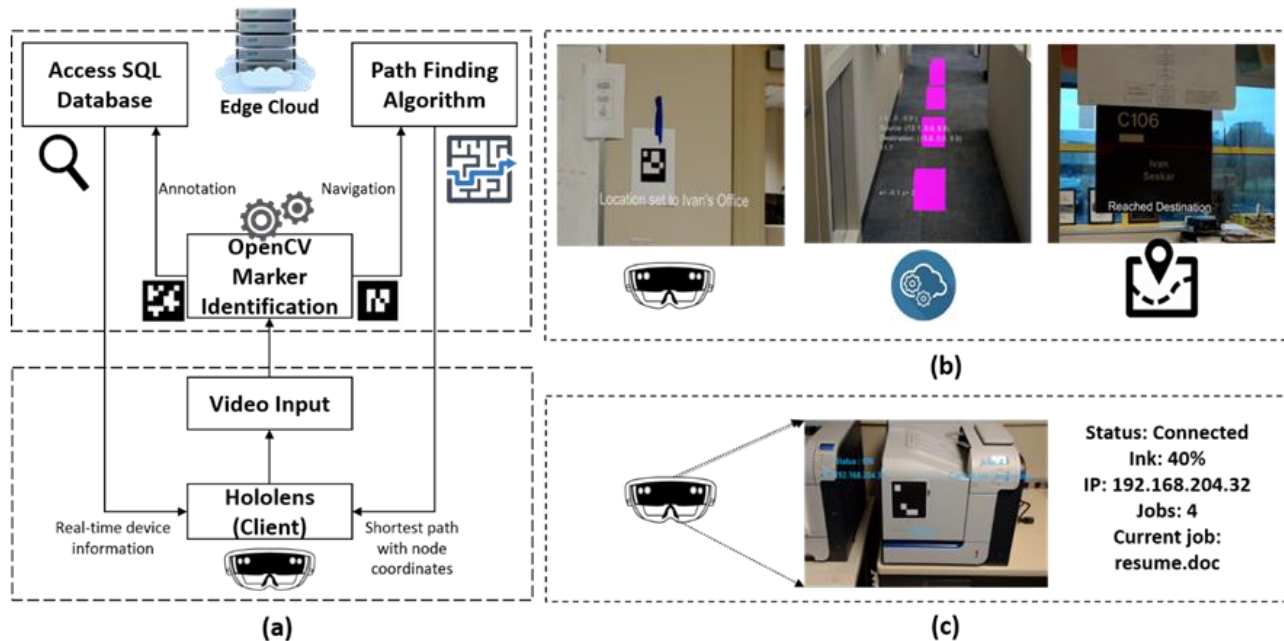 Access SQL
Database
Edge Cloud
Path Finding
Algorithm
Annotation
Navigation
OpenCV
Marker
Identification
Video Input
Hololens
(Client)
Real-time device
information
Shortest path
with node
coordinates
(a)
Location set to Ivan's Office
Destination:
C106
Ivan
Seskar
Reached Destination
(b)
Status: Connected
Ink: 40%
IP: 192.168.204.32
Jobs: 4
Current job:
resume.doc
(c)